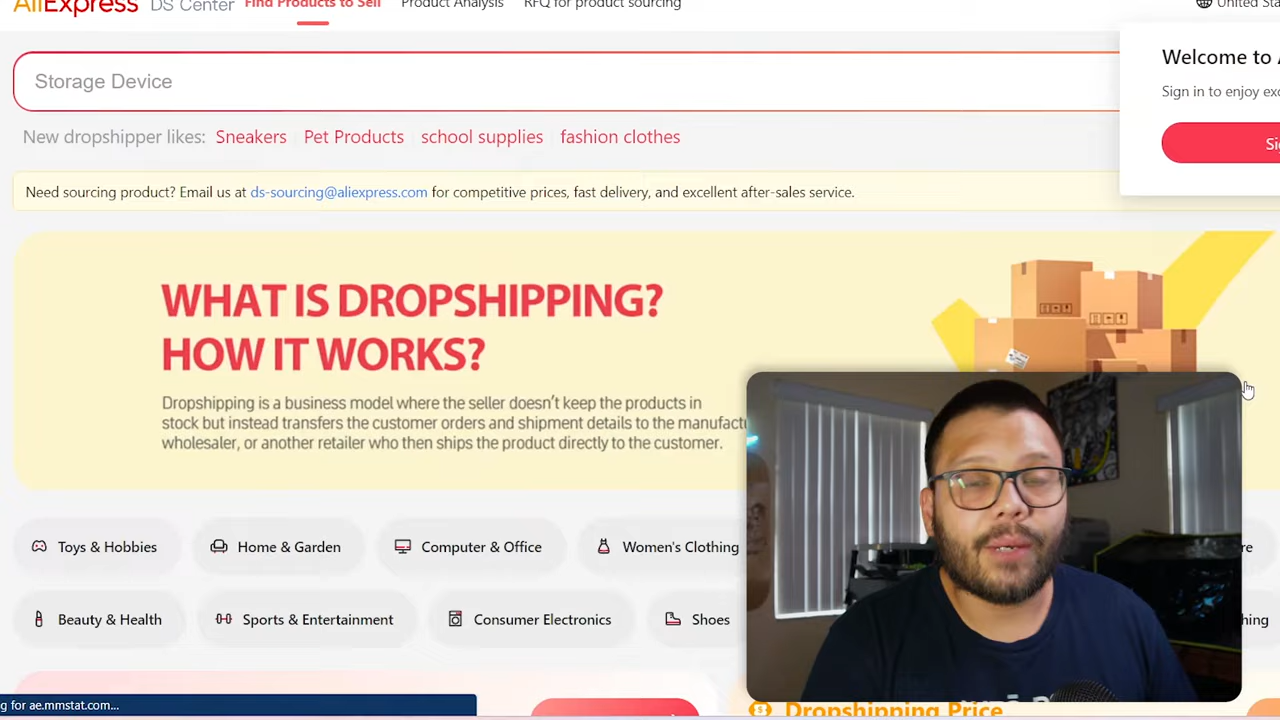 AliExpress DS Center Find Products to Sell Product Analysis RFQ for product sourcing United Sta
Welcome to A
Storage Device
Sign in to enjoy exc
New dropshipper likes: Sneakers Pet Products school supplies fashion clothes
Sig
Need sourcing product? Email us at ds-sourcing@aliexpress.com for competitive prices, fast delivery, and excellent after-sales service.
WHAT IS DROPSHIPPING?
HOW IT WORKS?
Dropshipping is a business model where the seller doesn't keep the products in
stock but instead transfers the customer orders and shipment details to the manufact
wholesaler, or another retailer who then ships the product directly to the customer.
Toys & Hobbies Home & Garden Computer & Office Women's Clothing re
Beauty & Health Sports & Entertainment Consumer Electronics Shoes hing
g for ae.mmstat.com...
Dropshipping Price